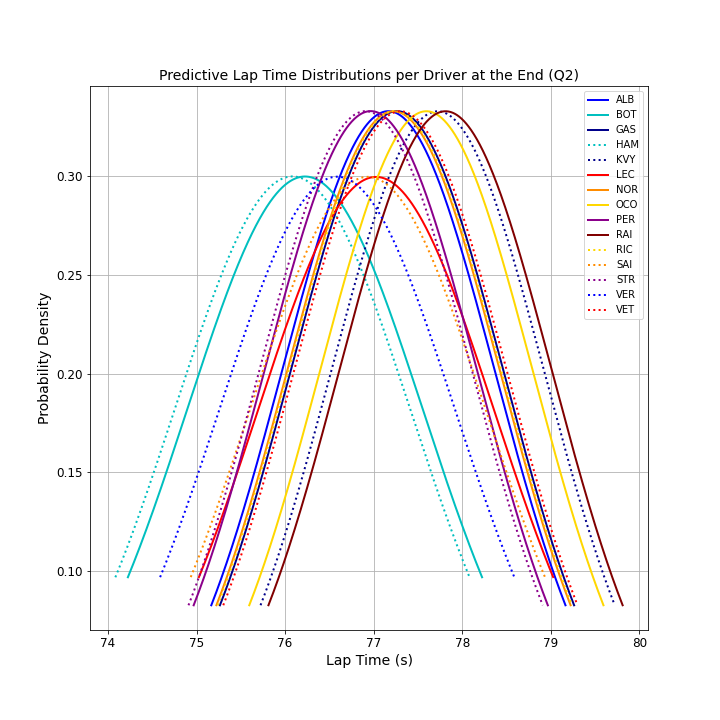 Predictive Lap Time Distributions per Driver at the End (Q2)
ALB
BOT
GAS
HAM
KVY
LEC
NOR
OCO
PER
RAI
RIC
SAI
STR
VER
VET
0.30
0.25
0.20
0.15
0.10
Probability Density
74 75 76 77 78 79 80
Lap Time (s)